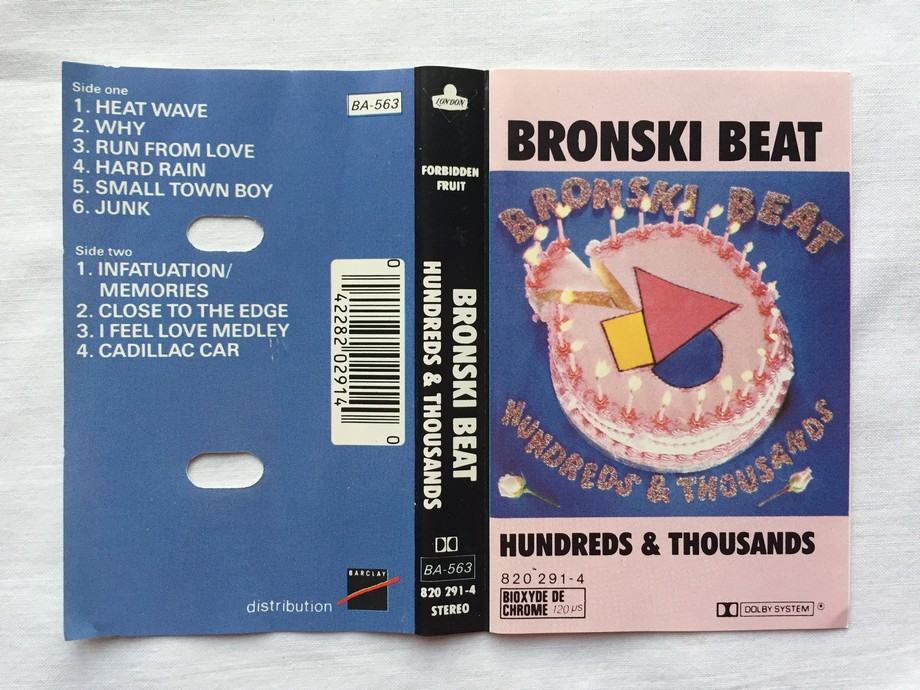 Side one
1. HEAT WAVE
2. WHY
3. RUN FROM LOVE
4. HARD RAIN
5. SMALL TOWN BOY
6. JUNK
BA-563
Side two
1. INFATUATION/
MEMORIES
2. CLOSE TO THE EDGE
3. I FEEL LOVE MEDLEY
4. CADILLAC CAR
0 42282 02914 0
distribution
BARCLAY
LONDON
FORBIDDEN
FRUIT
BRONSKI BEAT
HUNDREDS & THOUSANDS
BA-563
820 291-4
STEREO
BRONSKI BEAT
BRONSKI BEAT
HUNDREDS & THOUSANDS
HUNDREDS & THOUSANDS
820 291-4
BIOXYDE DE
CHROME 120 µs
DOLBY SYSTEM ®